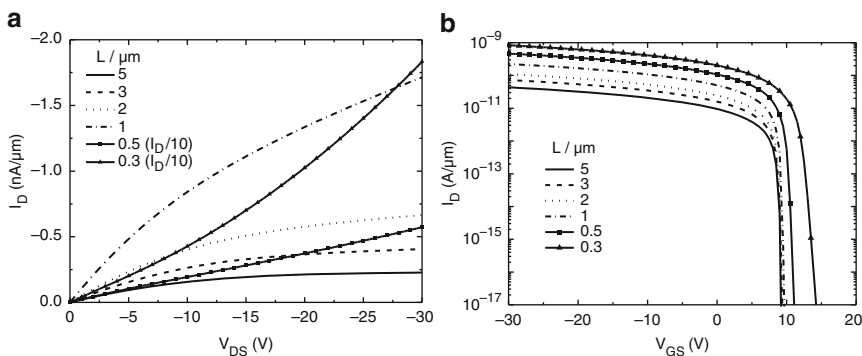 a
L / µm
5
3
2
1
0.5 (I_D/10)
0.3 (I_D/10)
I_D (nA/µm)
–2.0
–1.5
–1.0
–0.5
0.0
0 –5 –10 –15 –20 –25 –30
V_DS (V)
b
L / µm
5
3
2
1
0.5
0.3
I_D (A/µm)
10^–9
10^–11
10^–13
10^–15
10^–17
–30 –20 –10 0 10 20
V_GS (V)